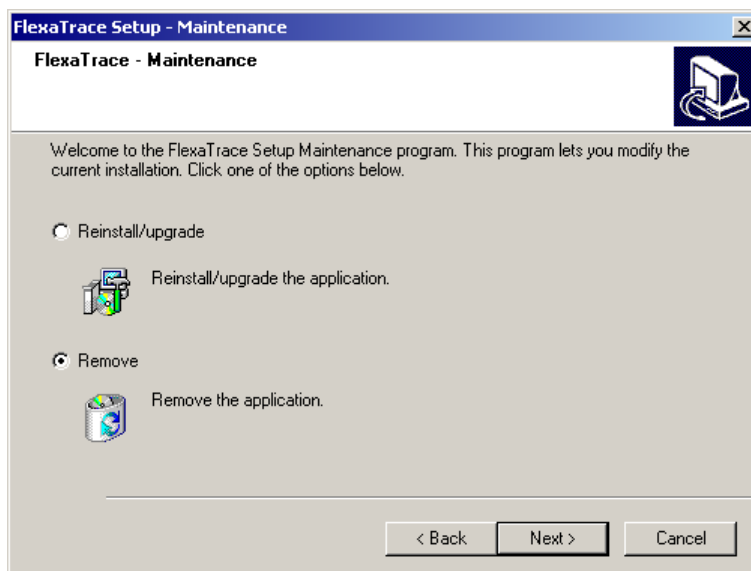 FlexaTrace Setup - Maintenance
FlexaTrace - Maintenance
Welcome to the FlexaTrace Setup Maintenance program. This program lets you modify the
current installation. Click one of the options below.
Reinstall/upgrade
Reinstall/upgrade the application.
Remove
Remove the application.
< Back
Next >
Cancel